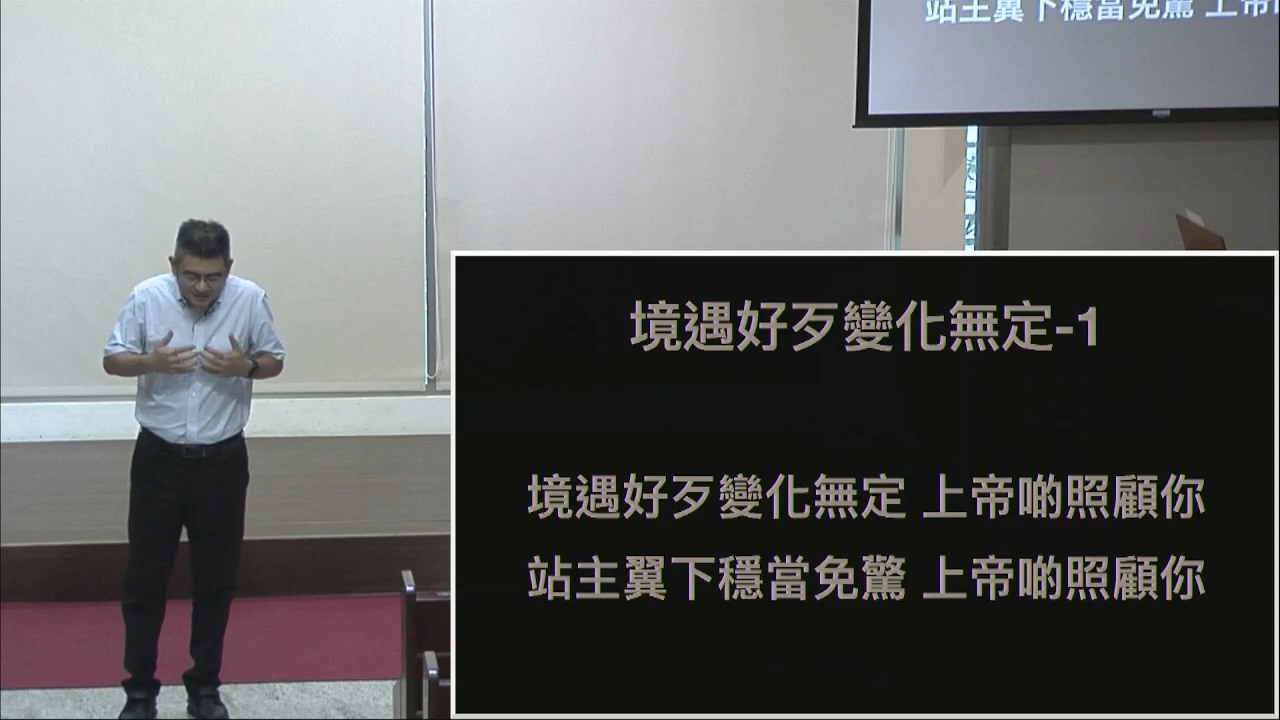 站主翼下穩當免驚 上帝
境遇好歹變化無定-1
境遇好歹變化無定 上帝啲照顧你
站主翼下穩當免驚 上帝啲照顧你